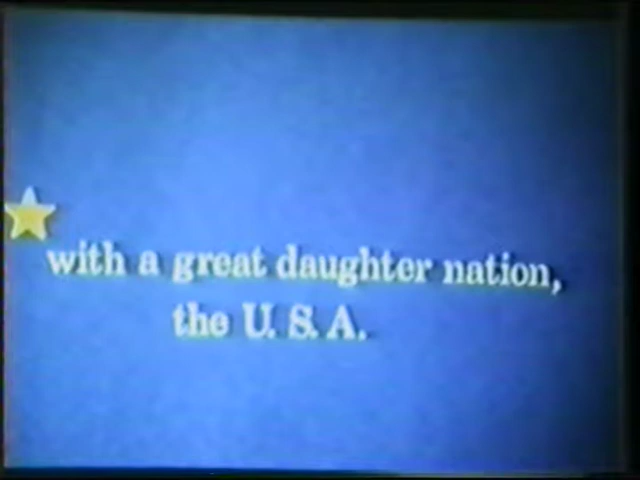 with a great daughter nation,
the U. S. A.